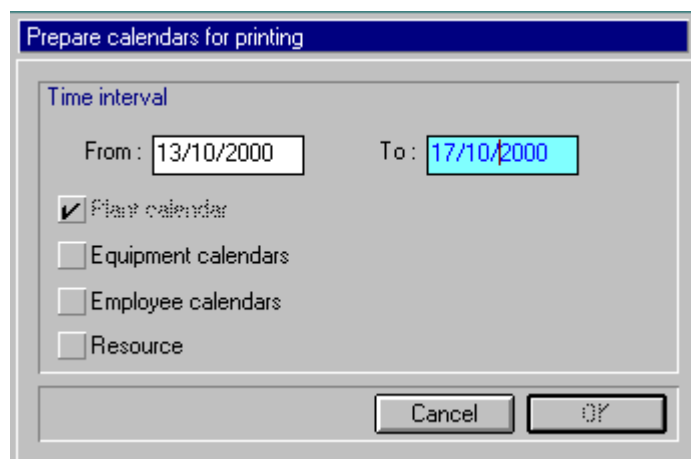 Prepare calendars for printing
Time interval
From : 13/10/2000 To : 17/10/2000
Plant calendar
Equipment calendars
Employee calendars
Resource
Cancel OK